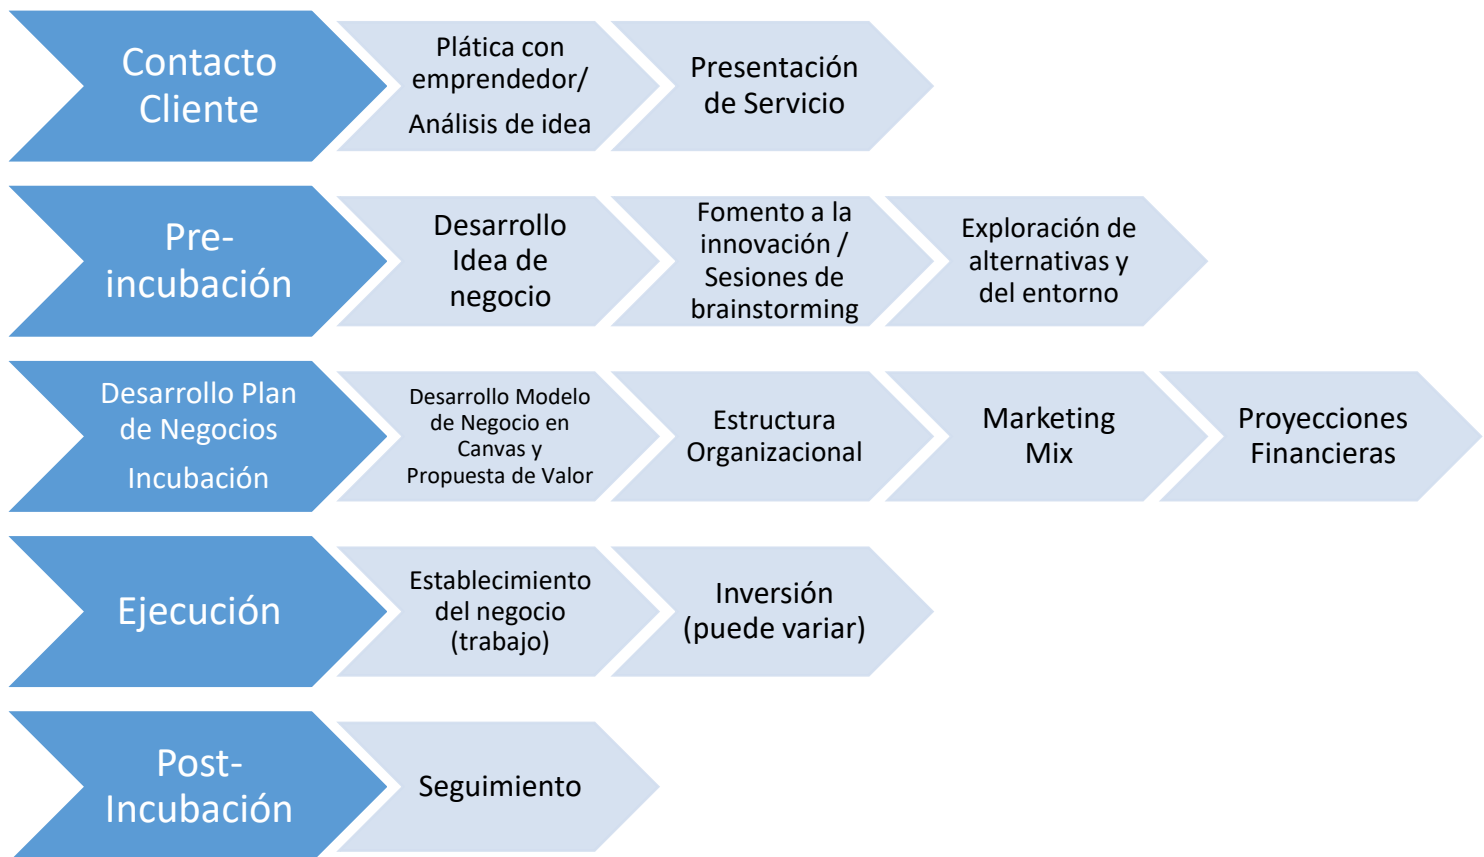 Contacto
Cliente
Plática con
emprendedor/
Análisis de idea
Presentación
de Servicio
Pre-
incubación
Desarrollo
Idea de
negocio
Fomento a la
innovación /
Sesiones de
brainstorming
Exploración de
alternativas y
del entorno
Desarrollo Plan
de Negocios
Incubación
Desarrollo Modelo
de Negocio en
Canvas y
Propuesta de Valor
Estructura
Organizacional
Marketing
Mix
Proyecciones
Financieras
Ejecución
Establecimiento
del negocio
(trabajo)
Inversión
(puede variar)
Post-
Incubación
Seguimiento